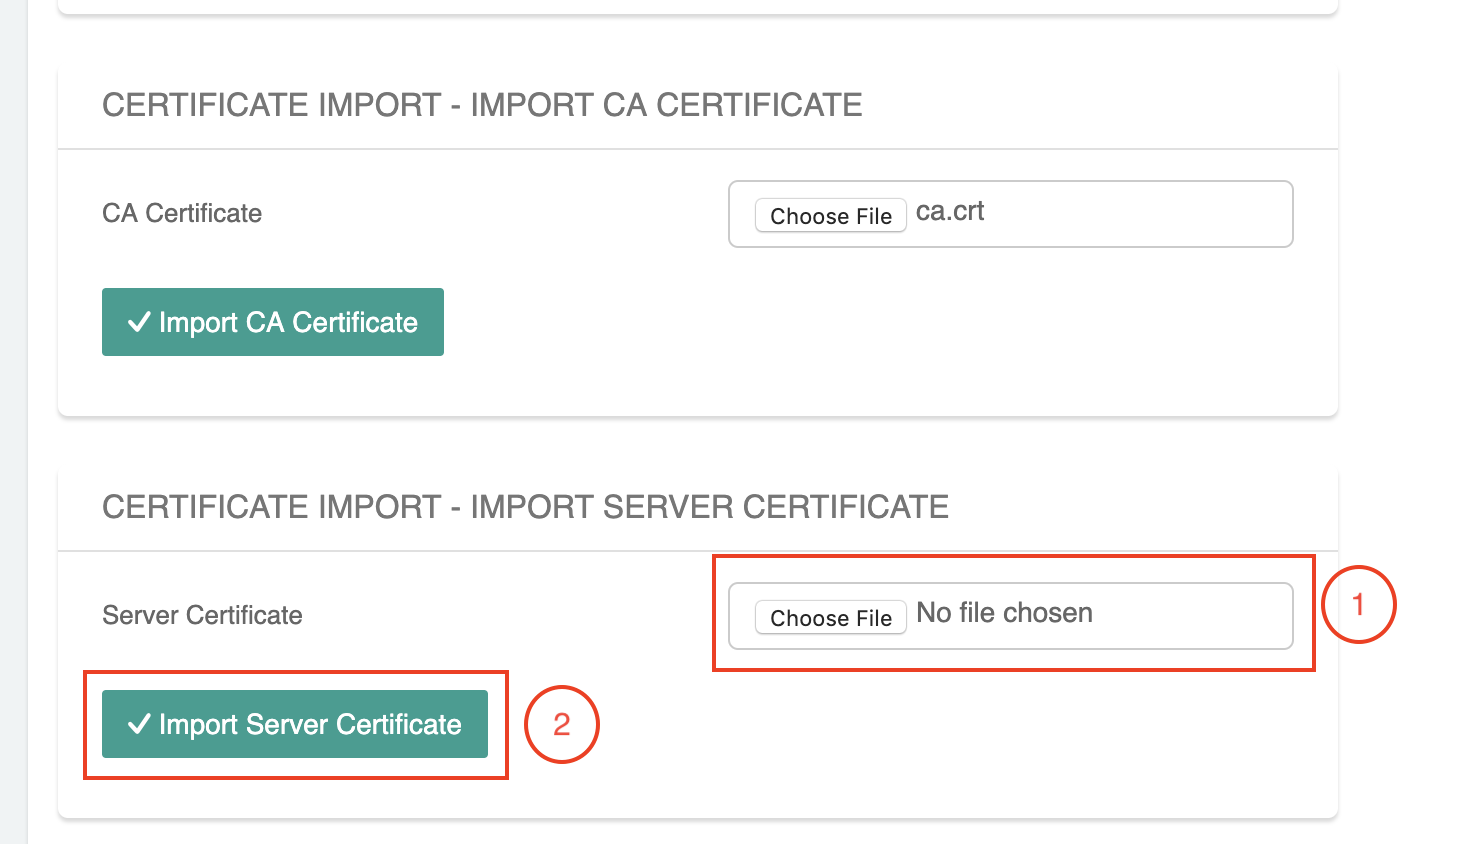 CERTIFICATE IMPORT - IMPORT CA CERTIFICATE
CA Certificate
Choose File ca.crt
Import CA Certificate
CERTIFICATE IMPORT - IMPORT SERVER CERTIFICATE
Server Certificate
Choose File No file chosen
1
Import Server Certificate
2